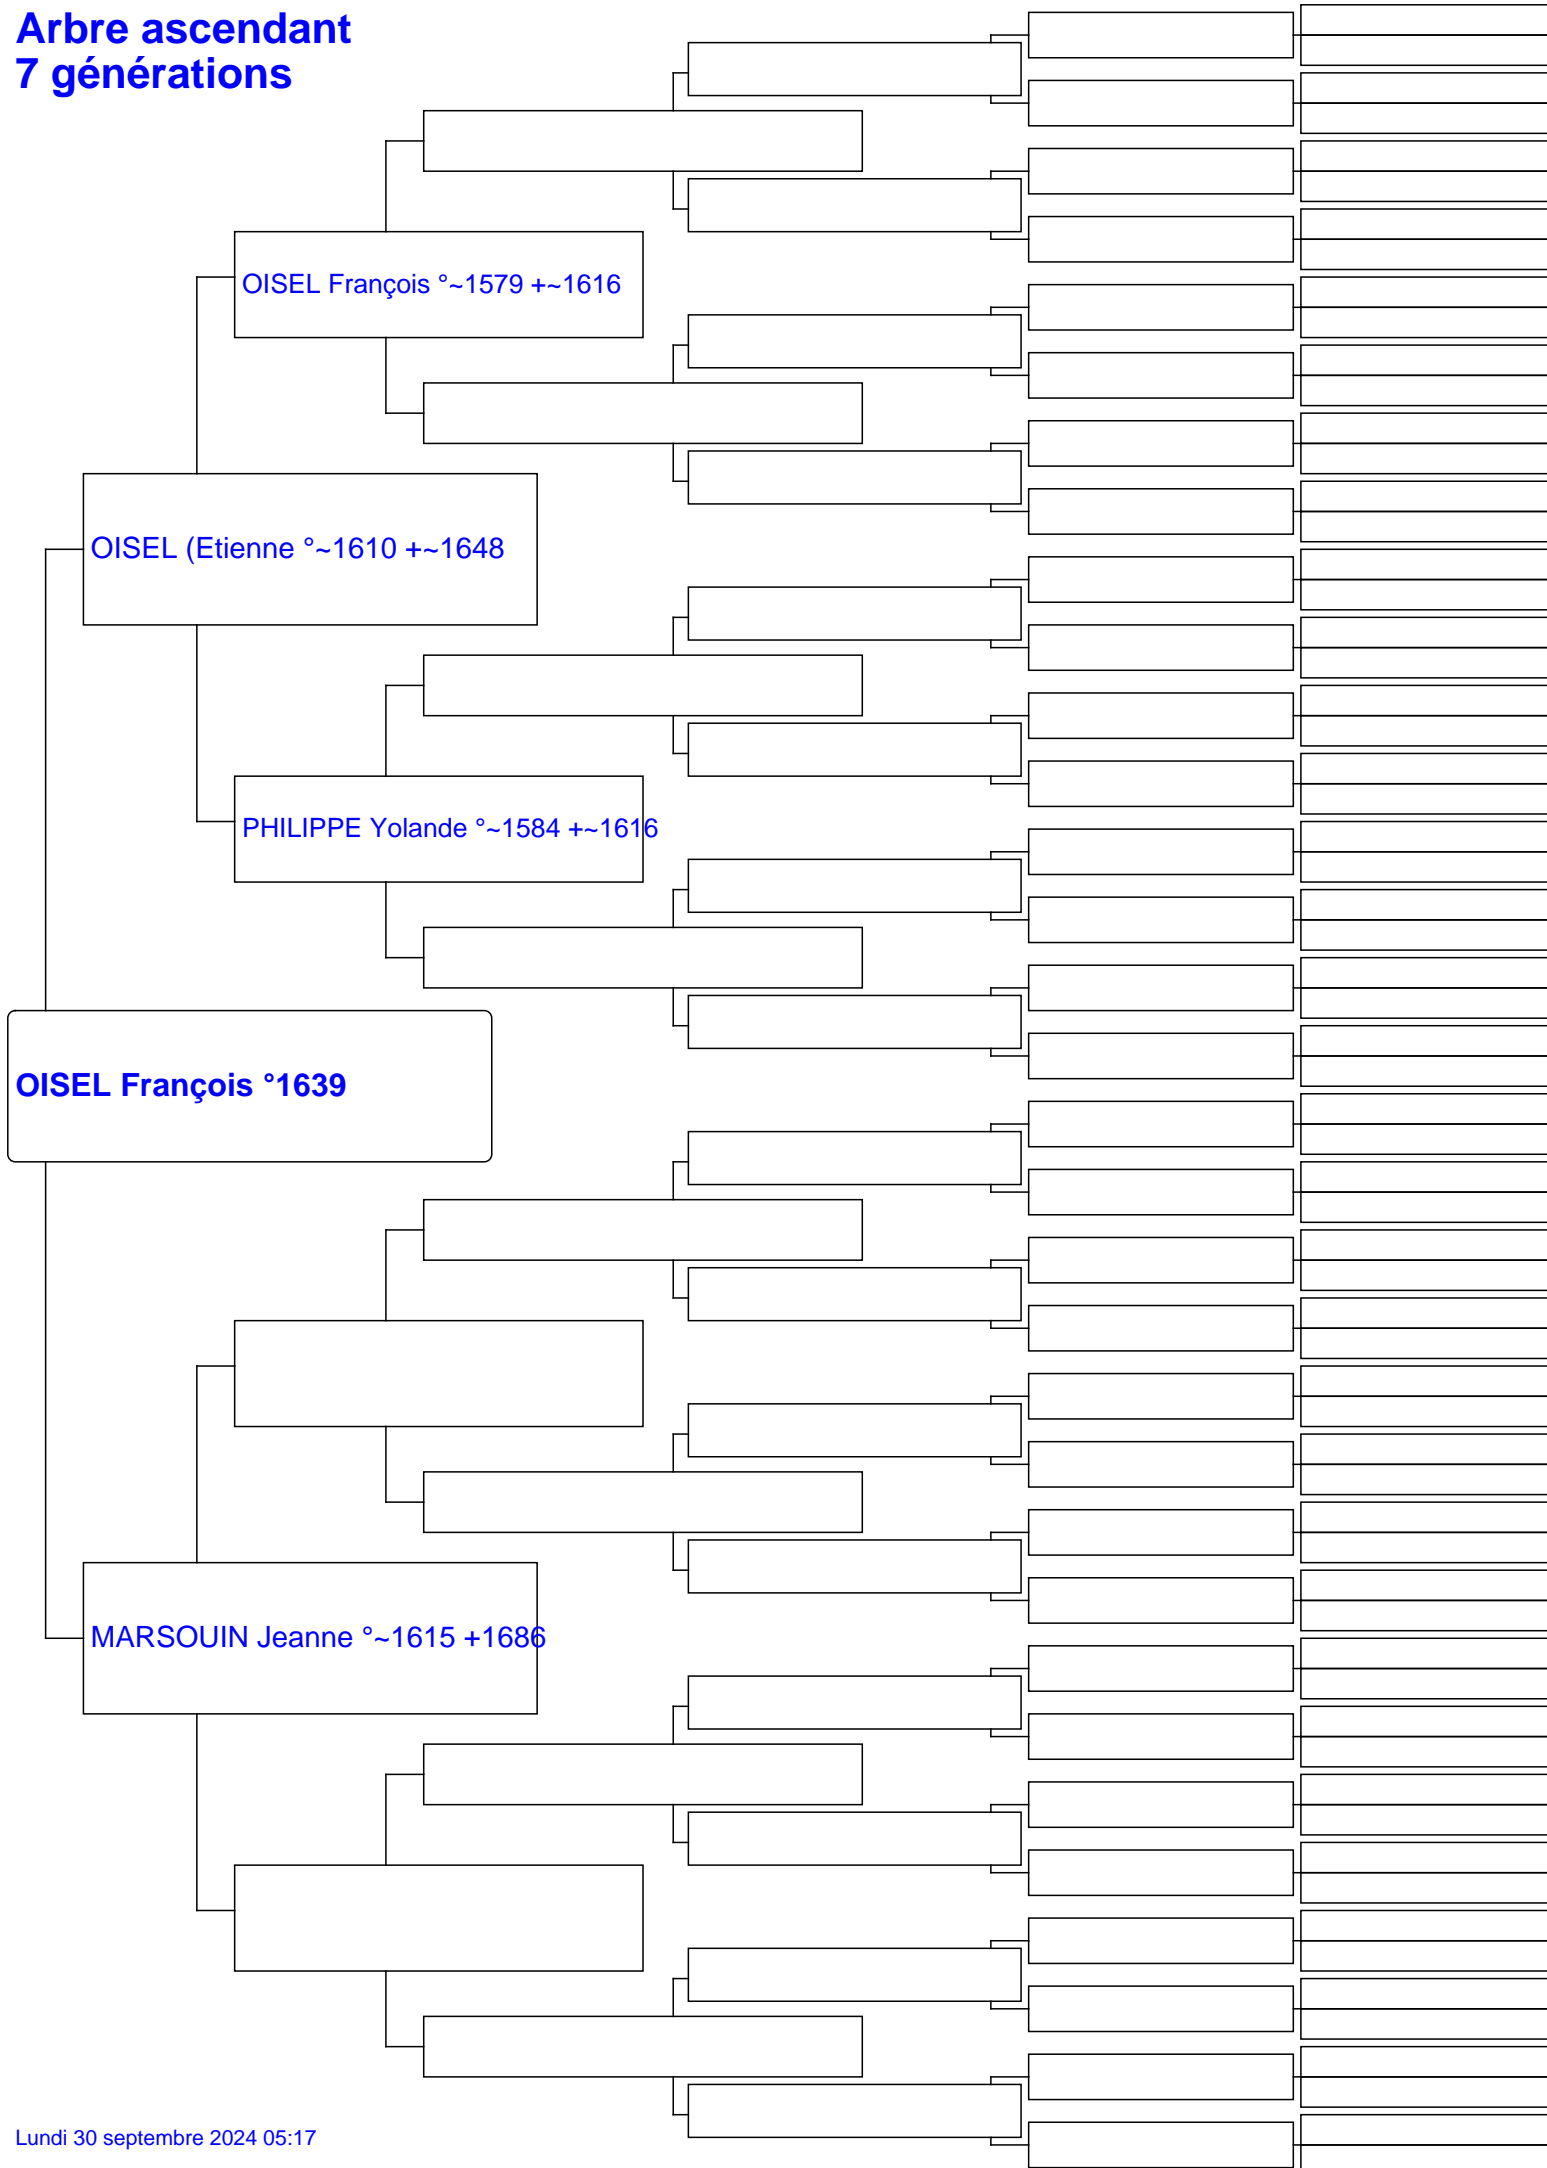 Arbre ascendant
7 générations
OISEL François °~1579 +~1616
OISEL (Etienne °~1610 +~1648
PHILIPPE Yolande °~1584 +~1616
OISEL François °1639
MARSOUIN Jeanne °~1615 +1686
Lundi 30 septembre 2024 05:17